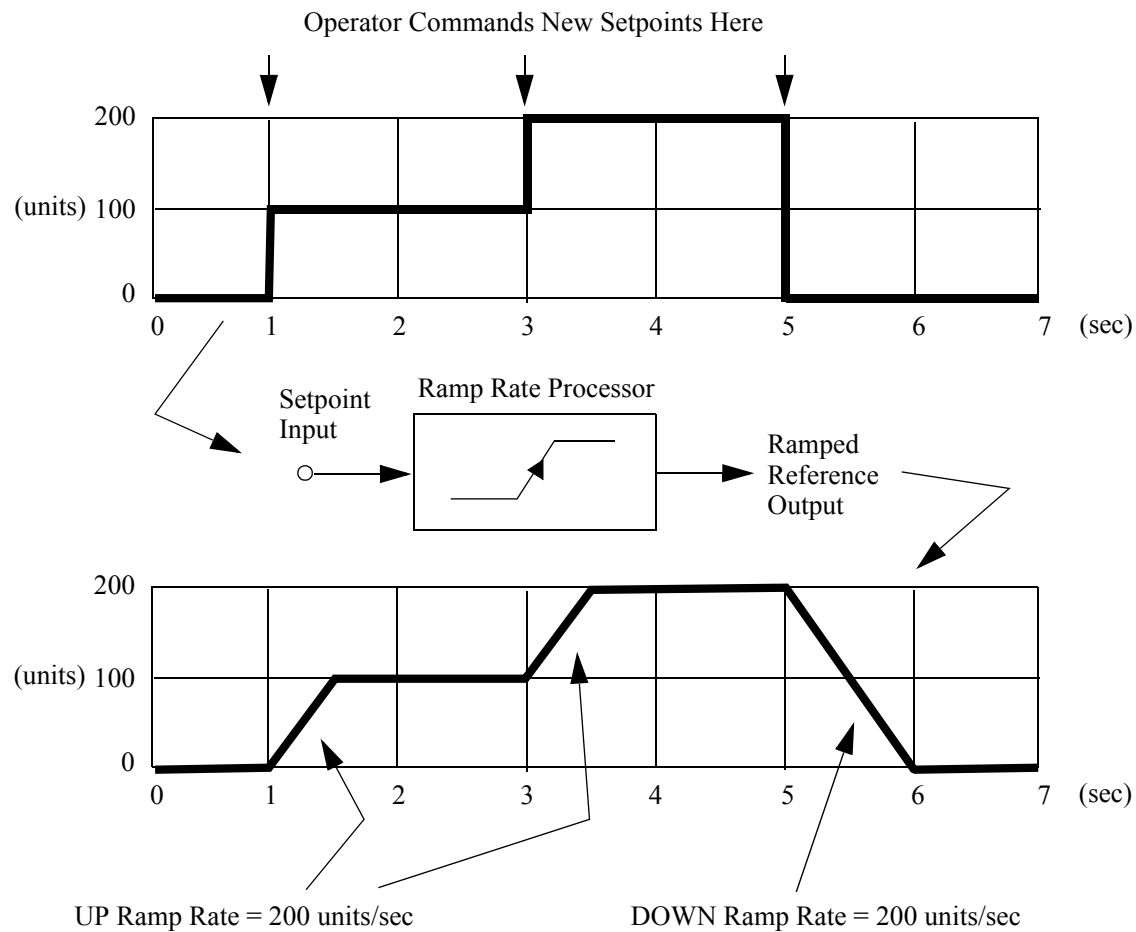 Operator Commands New Setpoints Here
200
(units) 100
0
0 1 2 3 4 5 6 7 (sec)
Setpoint
Input
Ramp Rate Processor
Ramped
Reference
Output
200
(units) 100
0
0 1 2 3 4 5 6 7 (sec)
UP Ramp Rate = 200 units/sec
DOWN Ramp Rate = 200 units/sec